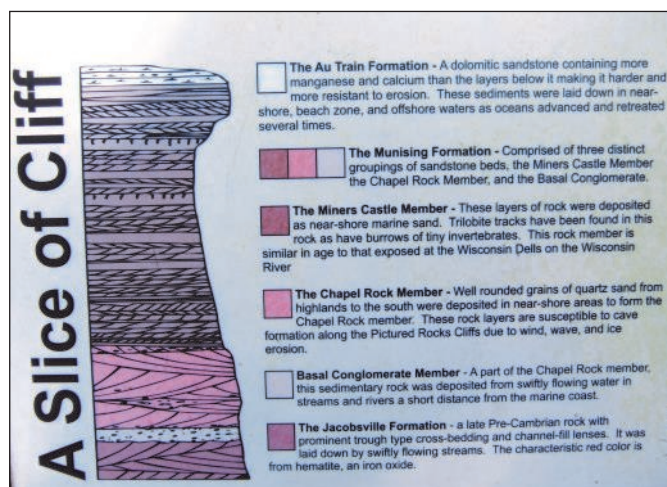 A Slice of Cliff
The Au Train Formation - A dolomitic sandstone containing more
manganese and calcium than the layers below it making it harder and
more resistant to erosion. These sediments were laid down in near-
shore, beach zone, and offshore waters as oceans advanced and retreated
several times.
The Munising Formation - Comprised of three distinct
groupings of sandstone beds, the Miners Castle Member
the Chapel Rock Member, and the Basal Conglomerate.
The Miners Castle Member - These layers of rock were deposited
as near-shore marine sand. Trilobite tracks have been found in this
rock as have burrows of tiny invertebrates. This rock member is
similar in age to that exposed at the Wisconsin Dells on the Wisconsin
River
The Chapel Rock Member - Well rounded grains of quartz sand from
highlands to the south were deposited in near-shore areas to form the
Chapel Rock member. These rock layers are susceptible to cave
formation along the Pictured Rocks Cliffs due to wind, wave, and ice
erosion.
Basal Conglomerate Member - A part of the Chapel Rock member,
this sedimentary rock was deposited from swiftly flowing water in
streams and rivers a short distance from the marine coast.
The Jacobsville Formation - a late Pre-Cambrian rock with
prominent trough type cross-bedding and channel-fill lenses. It was
laid down by swiftly flowing streams. The characteristic red color is
from hematite, an iron oxide.